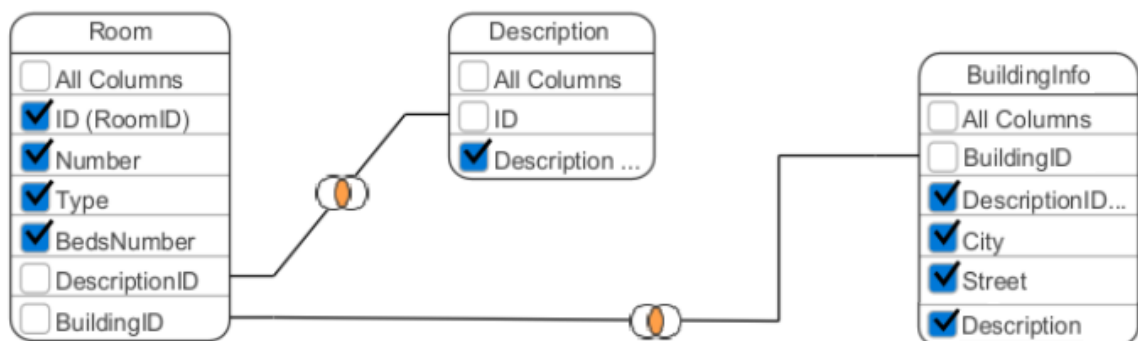 Room
All Columns
ID (RoomID)
Number
Type
BedsNumber
DescriptionID
BuildingID
Description
All Columns
ID
Description ...
BuildingInfo
All Columns
BuildingID
DescriptionID...
City
Street
Description